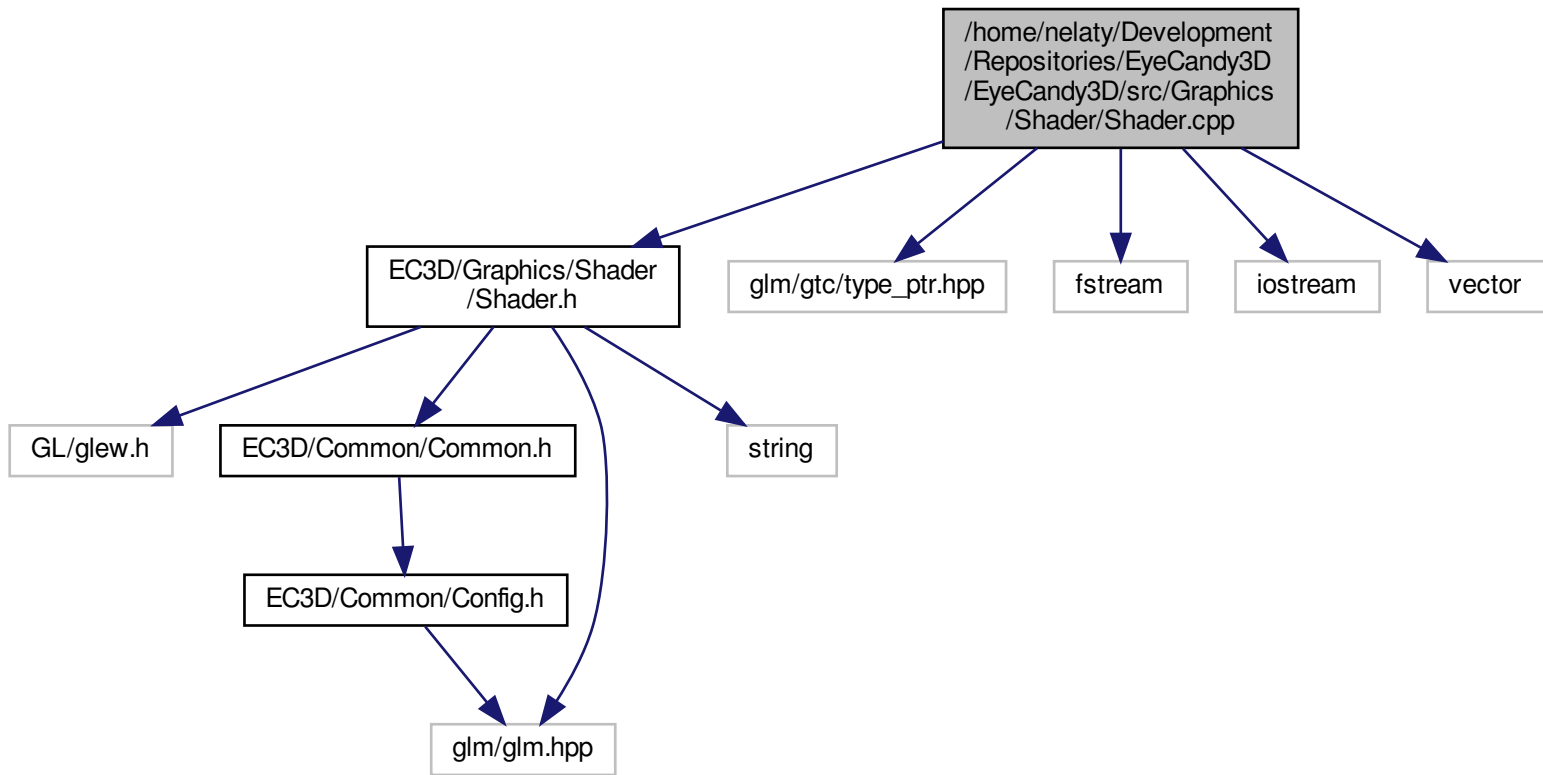 /home/nelaty/Development
/Repositories/EyeCandy3D
/EyeCandy3D/src/Graphics
/Shader/Shader.cpp
EC3D/Graphics/Shader
/Shader.h
glm/gtc/type_ptr.hpp
fstream
iostream
vector
GL/glew.h
EC3D/Common/Common.h
string
EC3D/Common/Config.h
glm/glm.hpp